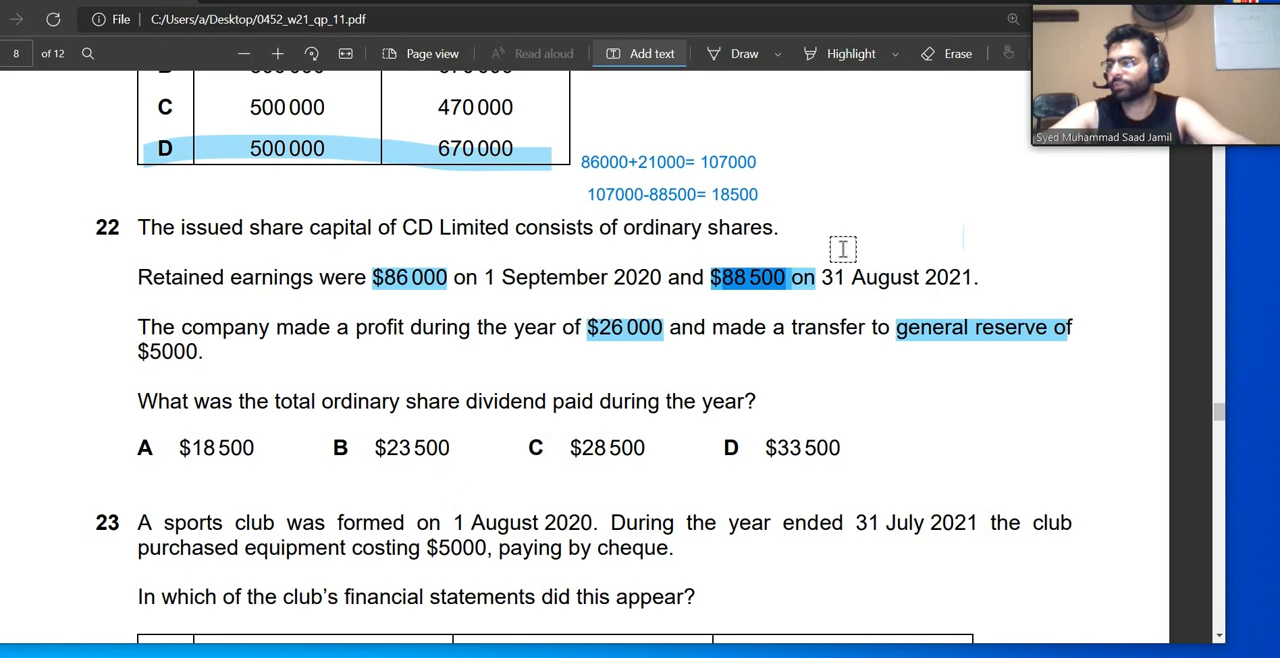 File C:/Users/a/Desktop/0452_w21_qp_11.pdf
8 of 12 Page view Read aloud Add text Draw Highlight Erase
Syed Muhammad Saad Jamil
C 500 000 470 000
D 500 000 670 000
86000+21000= 107000
107000-88500= 18500
22 The issued share capital of CD Limited consists of ordinary shares.
Retained earnings were $86 000 on 1 September 2020 and $88 500 on 31 August 2021.
The company made a profit during the year of $26 000 and made a transfer to general reserve of
$5000.
What was the total ordinary share dividend paid during the year?
A $18 500 B $23 500 C $28 500 D $33 500
23 A sports club was formed on 1 August 2020. During the year ended 31 July 2021 the club
purchased equipment costing $5000, paying by cheque.
In which of the club’s financial statements did this appear?